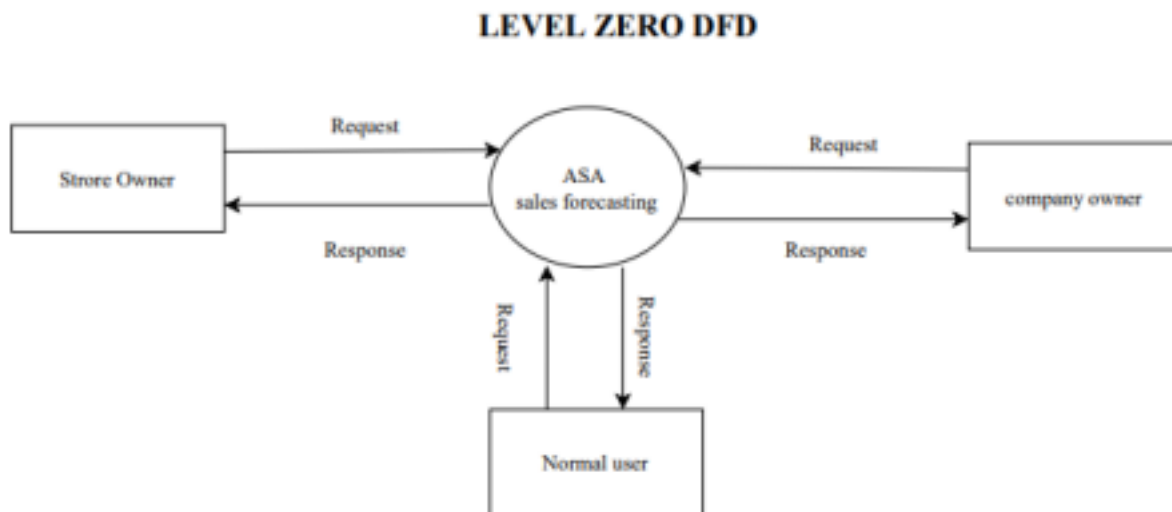 LEVEL ZERO DFD
Request
Request
Strore Owner
ASA
sales forecasting
company owner
Response
Response
Request
Response
Normal user